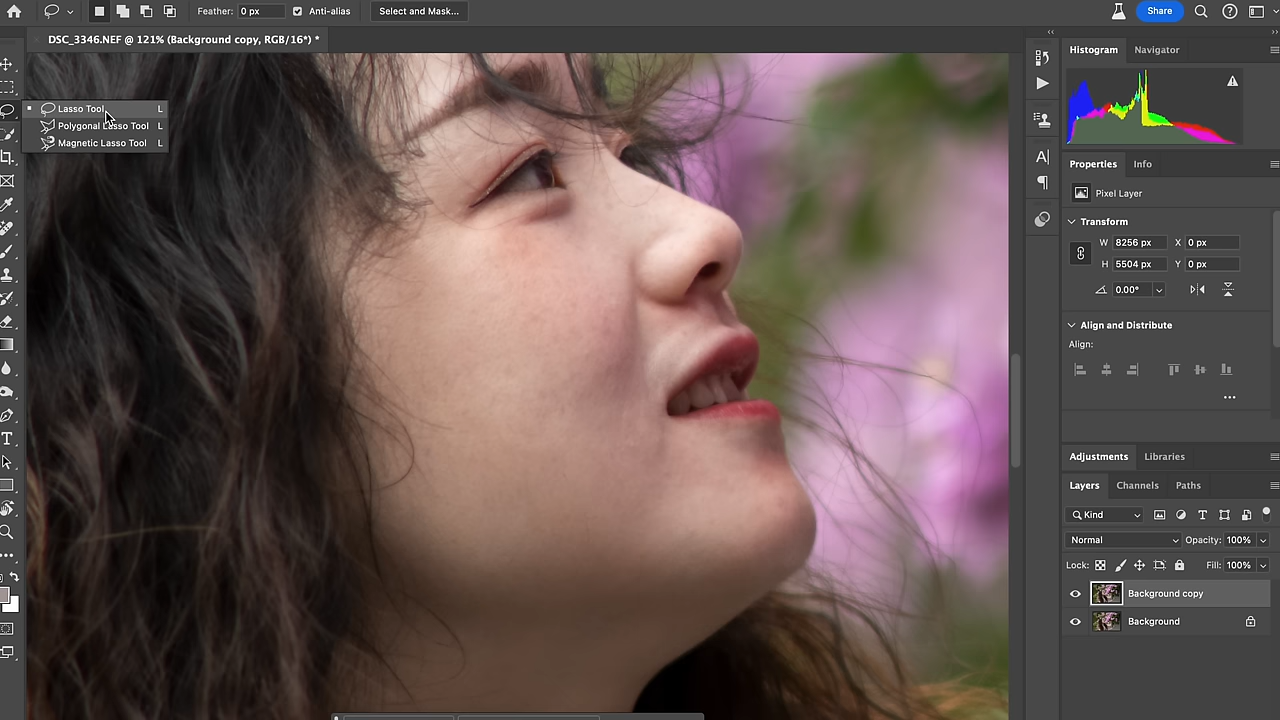 Feather: 0 px Anti-alias Select and Mask... Share
DSC_3346.NEF @ 121% (Background copy, RGB/16*) *
Histogram Navigator
Lasso Tool L
Polygonal Lasso Tool L
Magnetic Lasso Tool L
Properties Info
Pixel Layer
Transform
W 8256 px X 0 px
H 5504 px Y 0 px
0.00°
Align and Distribute
Align:
Adjustments Libraries
Layers Channels Paths
Kind
Normal Opacity: 100%
Lock: Fill: 100%
Background copy
Background